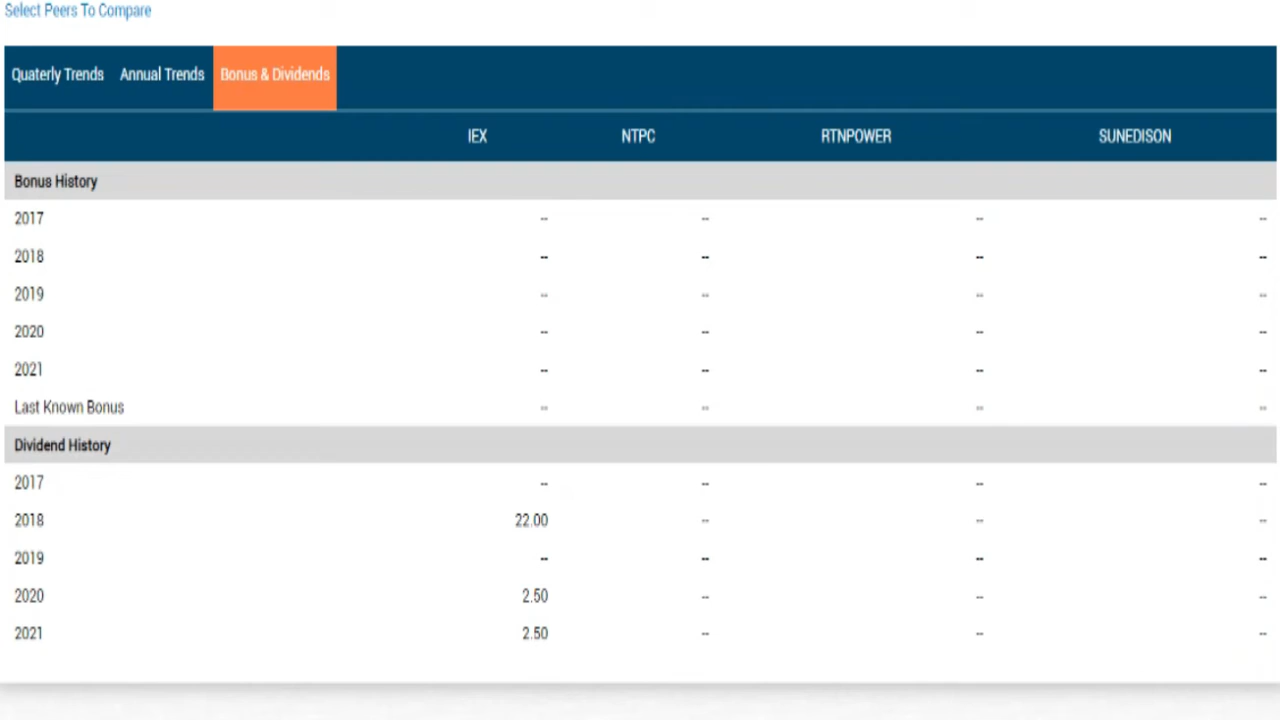 Select Peers To Compare
Quaterly Trends Annual Trends Bonus & Dividends
IEX NTPC RTNPOWER SUNEDISON
Bonus History
2017 -- -- -- --
2018 -- -- -- --
2019 -- -- -- --
2020 -- -- -- --
2021 -- -- -- --
Last Known Bonus -- -- -- --
Dividend History
2017 -- -- -- --
2018 22.00 -- -- --
2019 -- -- -- --
2020 2.50 -- -- --
2021 2.50 -- -- --